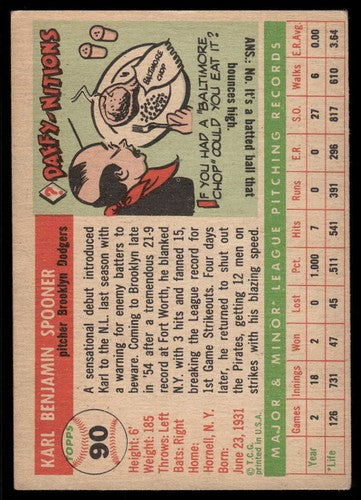 TOPPS
90
KARL BENJAMIN SPOONER
pitcher Brooklyn Dodgers
Height: 6'
Weight: 185
Throws: Left
Bats: Right
Home:
Hornell, N. Y.
Born:
June 23, 1931
© T.C.G.
PRINTED IN U.S.A.
A sensational debut introduced
Karl to the N.L. last season with
a warning for enemy batters to
beware. Coming to Brooklyn late
in '54 after a tremendous 21-9
record at Fort Worth, he blanked
N.Y. with 3 hits and fanned 15,
breaking the League record for
1st Game Strikeouts. Four days
later, he returned to shut out
the Pirates, getting 12 men on
strikes with his blazing speed.
?
DAFFY-NITIONS
BALTIMORE
CHOP
IF YOU HAD A "BALTIMORE
CHOP" COULD YOU EAT IT?
ANS.: No. It's a batted ball that
bounces high.
MAJOR & MINOR LEAGUE PITCHING RECORDS
Games Innings Won Lost Pct. Hits Runs E.R. S.O. Walks E.R.Avg.
Year 2 18 2 0 1.000 7 0 0 27 6 0.00
*Life 126 731 47 45 .511 541 391 296 817 610 3.64